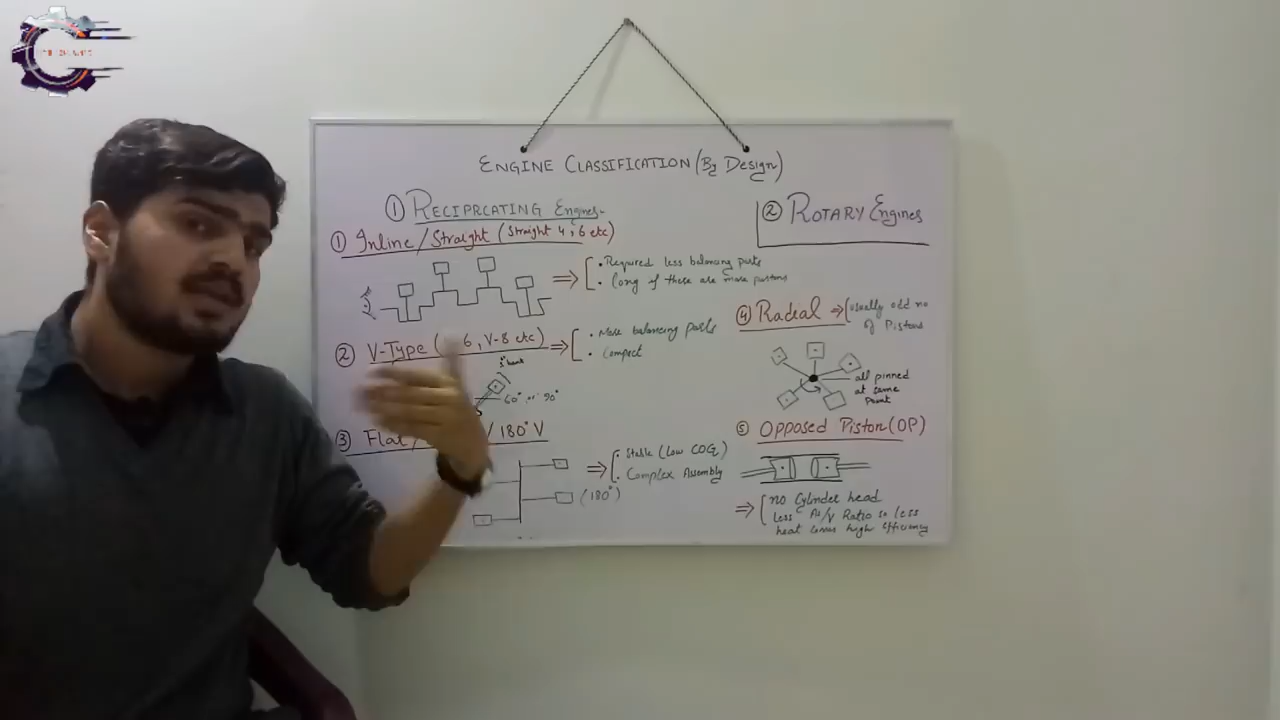 ENGINE CLASSIFICATION (By Design)
① RECIPRCATING Engines
① Inline / Straight (Straight 4, 6 etc)
• Required less balancing parts
• Long if there are more pistons
② V-Type ( 6, V-8 etc)
• More balancing parts
• Compact
60° or 90°
③ Flat / / 180° V
• Stable (Low COG)
• Complex Assembly
(180°)
② ROTARY Engines
④ Radial ⇒ usually odd no
of Pistons
all pinned
at same
Point
⑤ OPPOSED PISTON (OP)
no Cylinder head
Less A/V Ratio so less
heat high efficiency